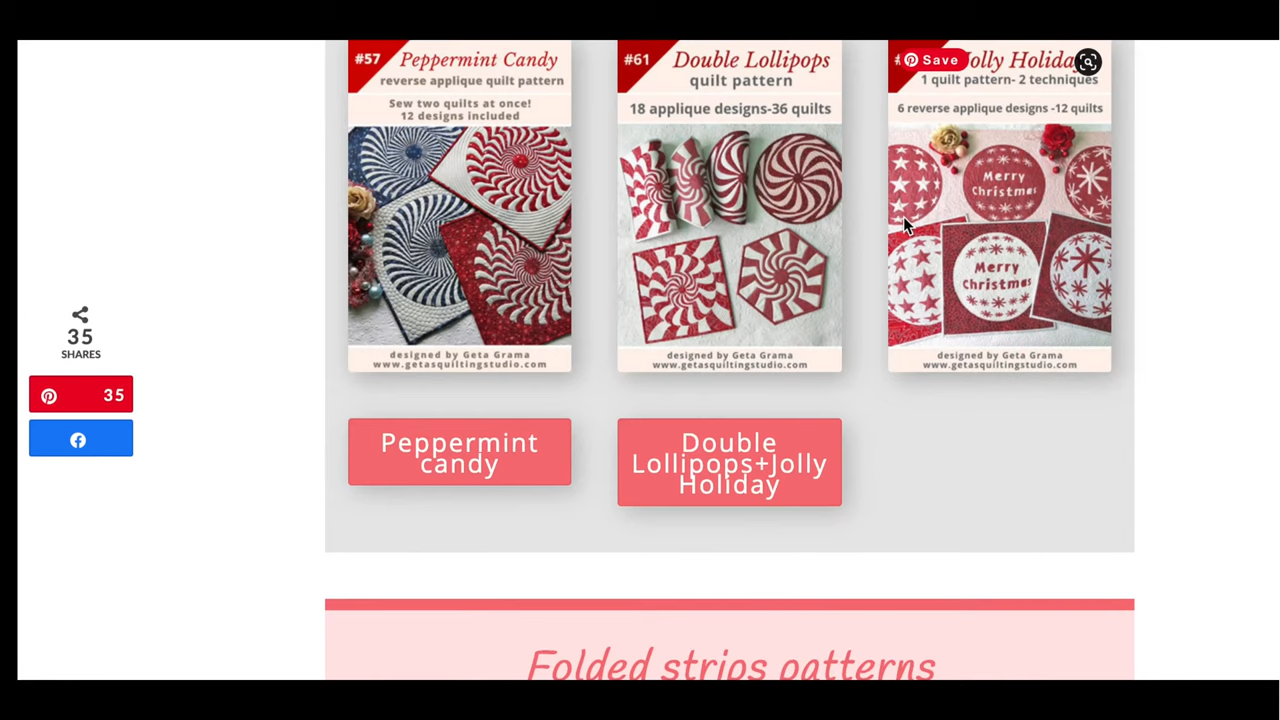 #57
Peppermint Candy
reverse applique quilt pattern
Sew two quilts at once!
12 designs included
designed by Geta Grama
www.getasquiltingstudio.com
#61
Double Lollipops
quilt pattern
18 applique designs-36 quilts
designed by Geta Grama
www.getasquiltingstudio.com
Save
Jolly Holiday
1 quilt pattern- 2 techniques
6 reverse applique designs -12 quilts
Merry
Christmas
Merry
Christmas
designed by Geta Grama
www.getasquiltingstudio.com
35
SHARES
35
Peppermint
candy
Double
Lollipops+Jolly
Holiday
Folded strips patterns